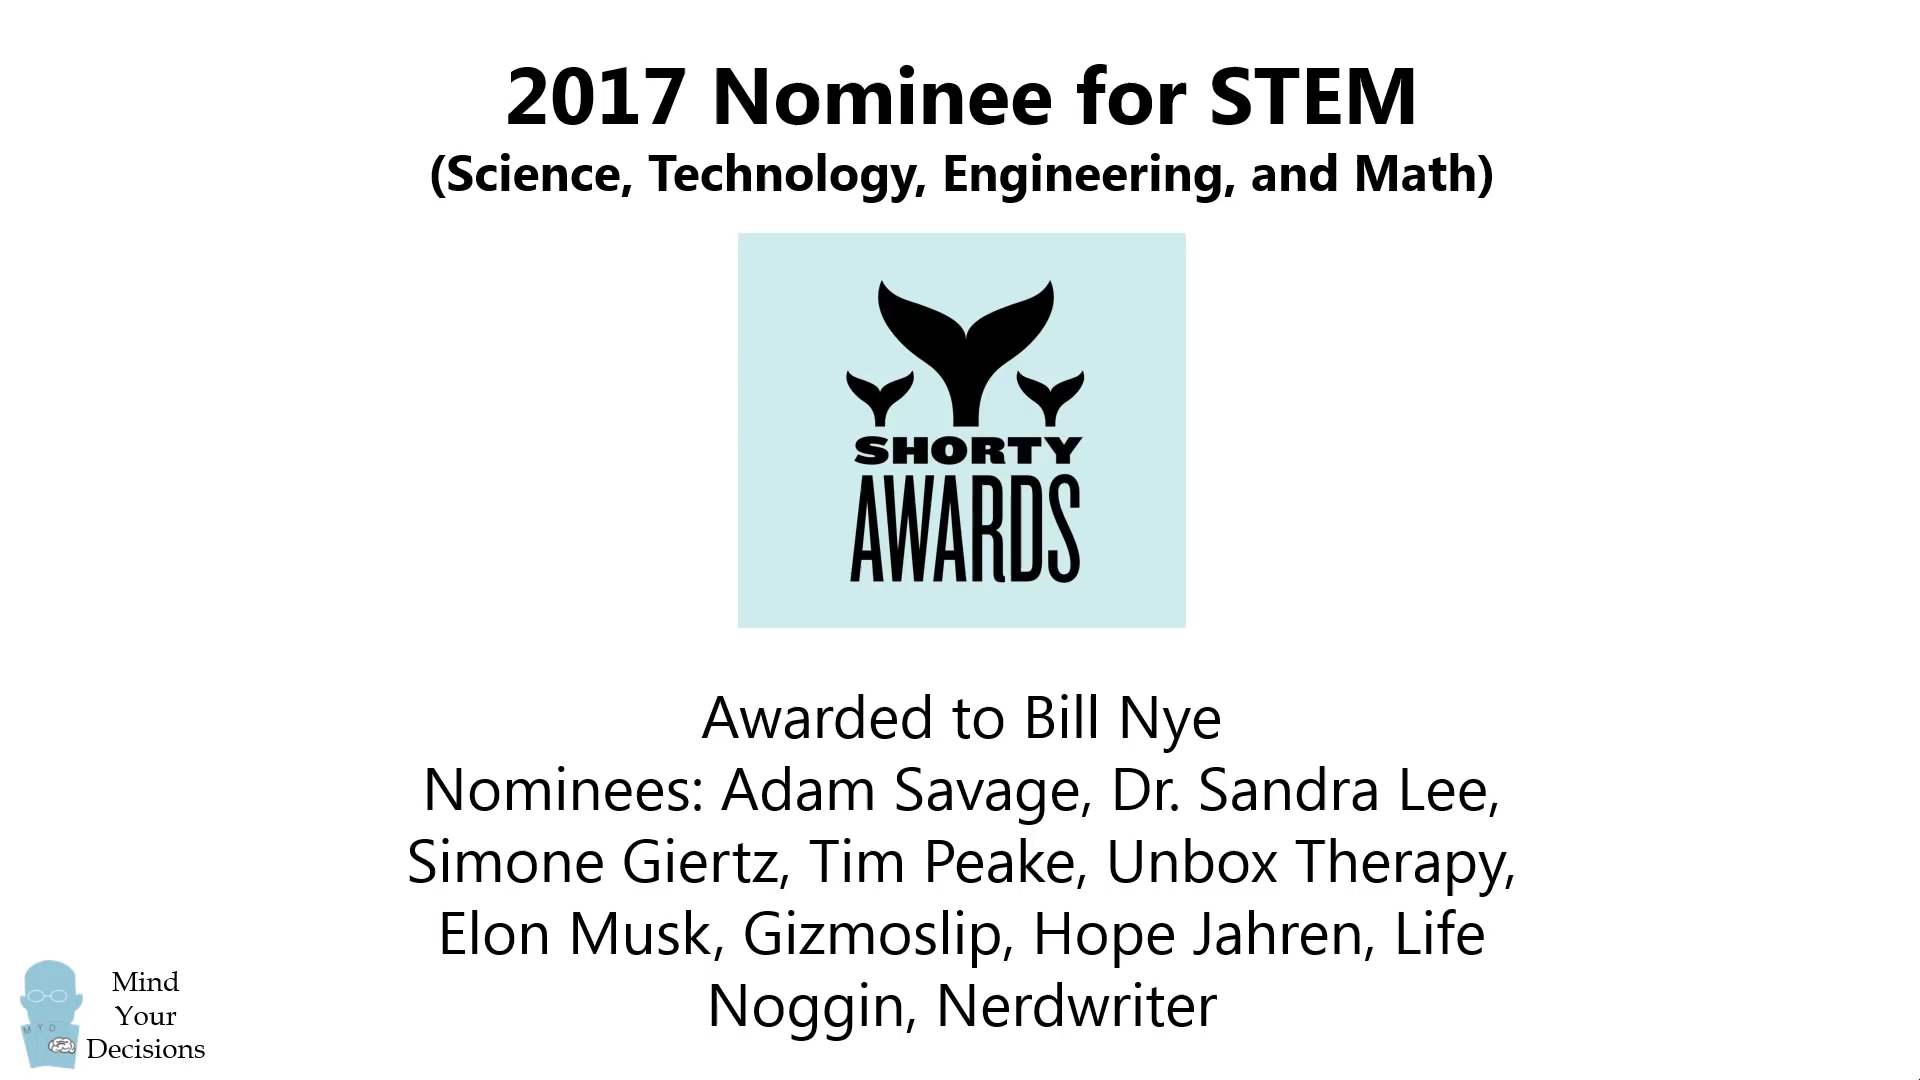 2017 Nominee for STEM
(Science, Technology, Engineering, and Math)
SHORTY
AWARDS
Awarded to Bill Nye
Nominees: Adam Savage, Dr. Sandra Lee,
Simone Giertz, Tim Peake, Unbox Therapy,
Elon Musk, Gizmoslip, Hope Jahren, Life
Noggin, Nerdwriter
Mind
Your
Decisions
M Y D